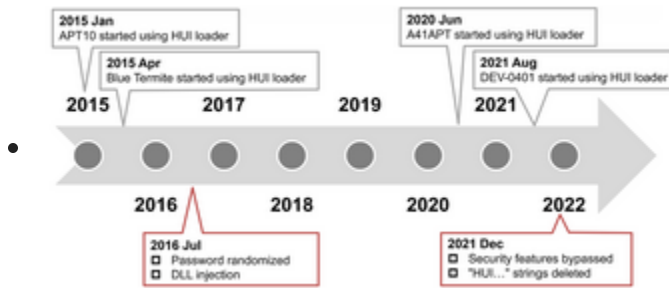 2015 Jan
APT10 started using HUI loader
2015 Apr
Blue Termite started using HUI loader
2020 Jun
A41APT started using HUI loader
2021 Aug
DEV-0401 started using HUI loader
2015
2017
2019
2021
2016
2018
2020
2022
2016 Jul
Password randomized
DLL injection
2021 Dec
Security features bypassed
"HUI..." strings deleted